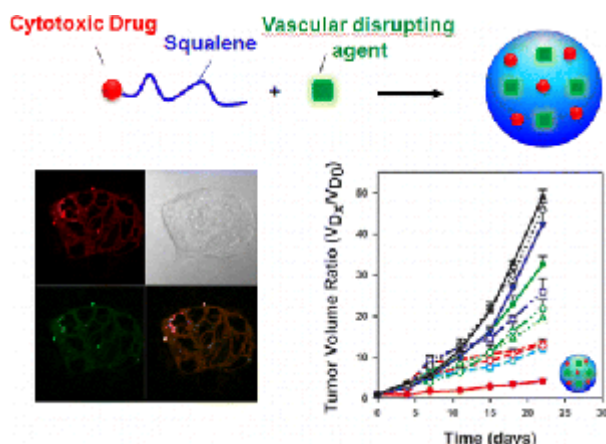 Cytotoxic Drug
Squalene
Vascular disrupting
agent
+
Tumor Volume Ratio (VDx/VD0)
50
40
30
20
10
0
0 5 10 15 20 25 30
Time (days)